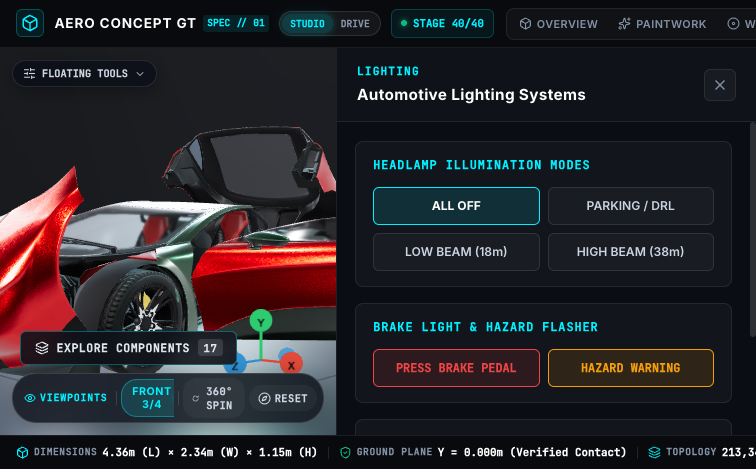 AERO CONCEPT GT SPEC // 01 STUDIO DRIVE STAGE 40/40 OVERVIEW PAINTWORK W
FLOATING TOOLS
LIGHTING
Automotive Lighting Systems
HEADLAMP ILLUMINATION MODES
ALL OFF PARKING / DRL
LOW BEAM (18m) HIGH BEAM (38m)
BRAKE LIGHT & HAZARD FLASHER
PRESS BRAKE PEDAL HAZARD WARNING
Y
Z X
EXPLORE COMPONENTS 17
VIEWPOINTS FRONT 3/4 360° SPIN RESET
DIMENSIONS 4.36m (L) × 2.34m (W) × 1.15m (H) GROUND PLANE Y = 0.000m (Verified Contact) TOPOLOGY 213,